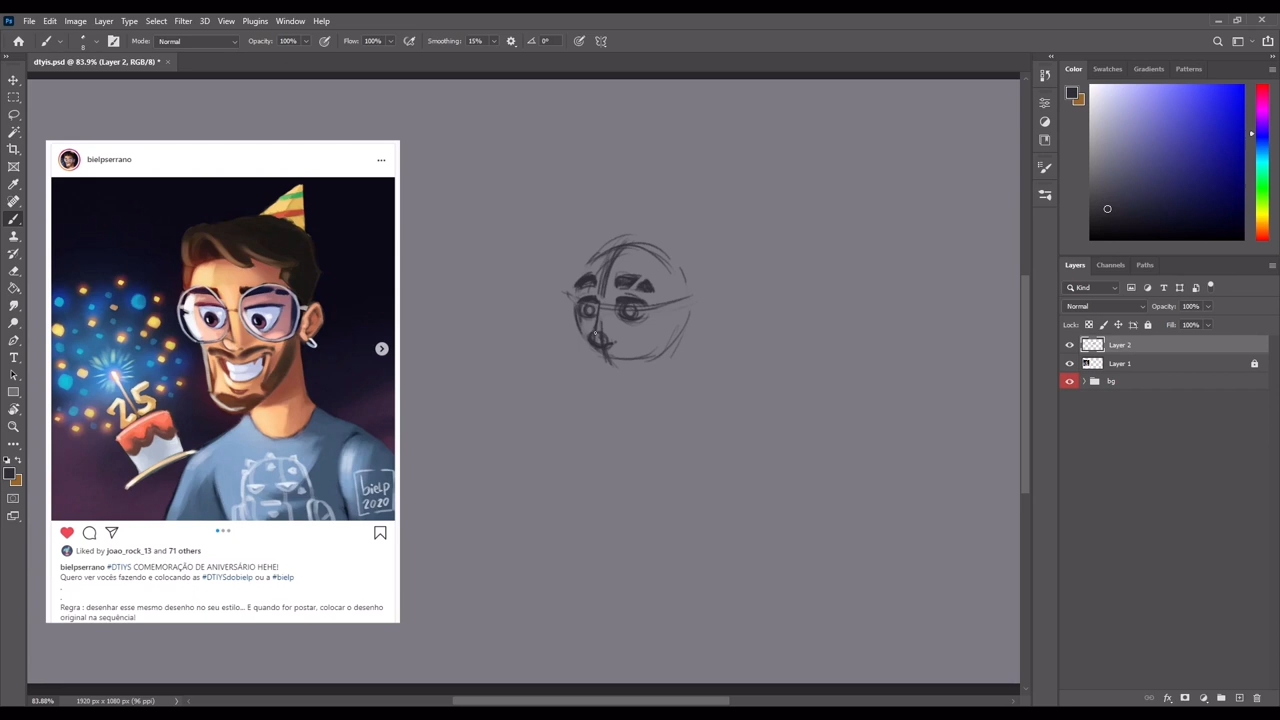 File Edit Image Layer Type Select Filter 3D View Plugins Window Help
Mode: Normal Opacity: 100% Flow: 100% Smoothing: 15% 0°
dtyis.psd @ 83.9% (Layer 2, RGB/8) *
bielpserrano
25
bielp
2020
Liked by joao_rock_13 and 71 others
bielpserrano #DTIYS COMEMORAÇÃO DE ANIVERSÁRIO HEHE!
Quero ver vocês fazendo e colocando as #DTIYSdobielp ou a #bielp
.
.
Regra : desenhar esse mesmo desenho no seu estilo... E quando for postar, colocar o desenho
original na sequência!
Color Swatches Gradients Patterns
Layers Channels Paths
Kind
Normal Opacity: 100%
Lock: Fill: 100%
Layer 2
Layer 1
bg
83.88% 1920 px x 1080 px (96 ppi)